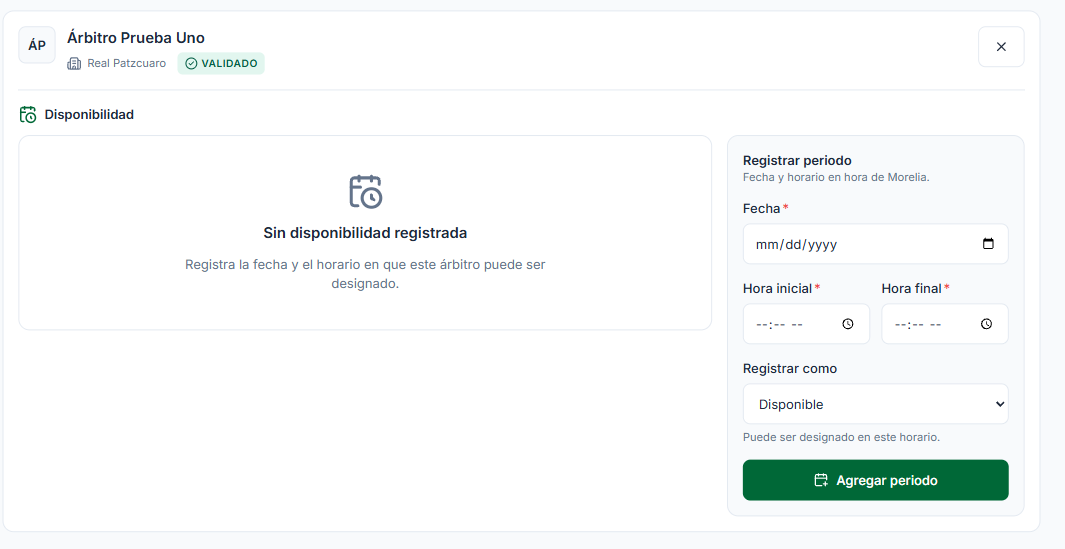 ÁP
Árbitro Prueba Uno
Real Patzcuaro
VALIDADO
Disponibilidad
Sin disponibilidad registrada
Registra la fecha y el horario en que este árbitro puede ser
designado.
Registrar periodo
Fecha y horario en hora de Morelia.
Fecha*
mm/dd/yyyy
Hora inicial* Hora final*
--:-- -- --:-- --
Registrar como
Disponible
Puede ser designado en este horario.
Agregar periodo